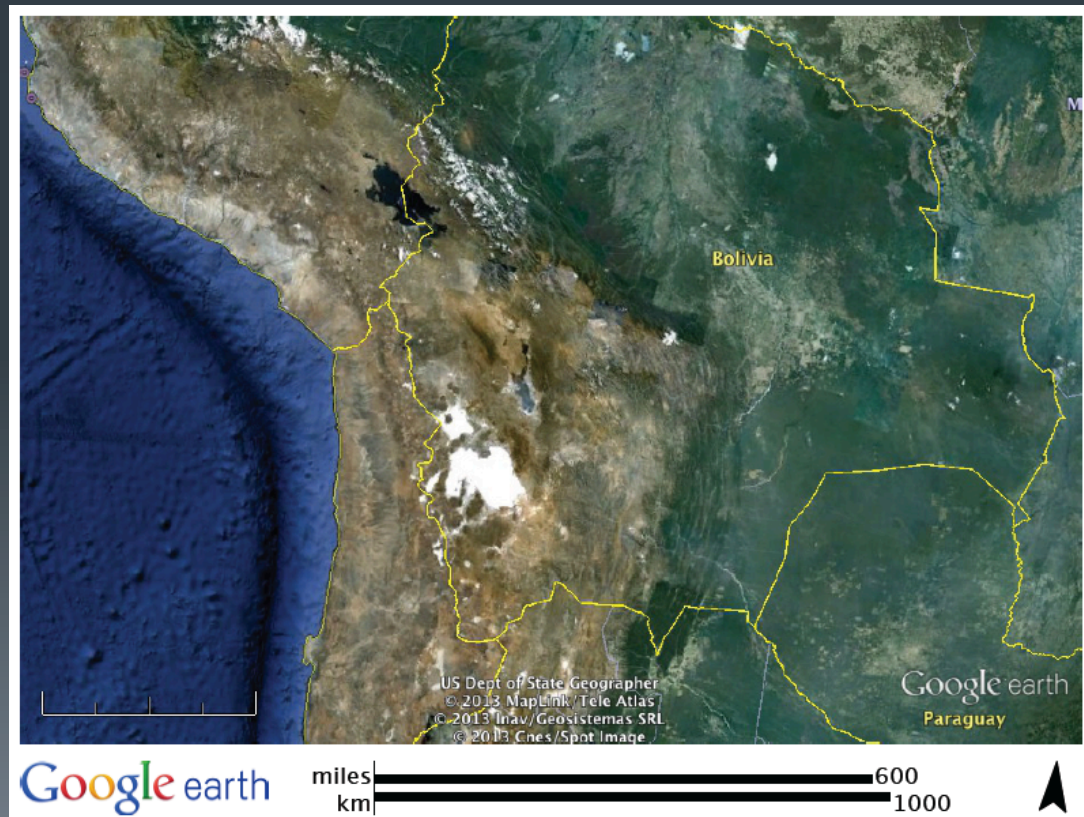 M
Bolivia
US Dept of State Geographer
© 2013 MapLink/Tele Atlas
© 2013 Inav/Geosistemas SRL
© 2013 Cnes/Spot Image
Google earth
Paraguay
Google earth
miles 600
km 1000